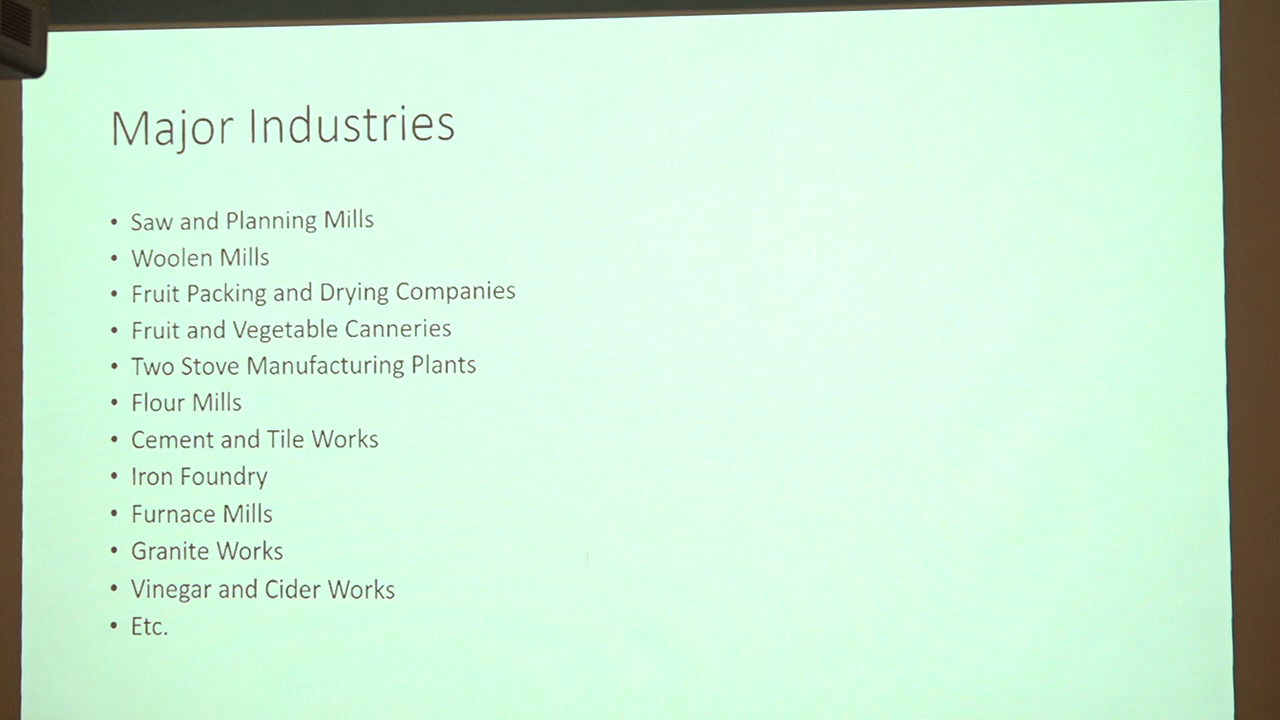 Major Industries
• Saw and Planning Mills
• Woolen Mills
• Fruit Packing and Drying Companies
• Fruit and Vegetable Canneries
• Two Stove Manufacturing Plants
• Flour Mills
• Cement and Tile Works
• Iron Foundry
• Furnace Mills
• Granite Works
• Vinegar and Cider Works
• Etc.